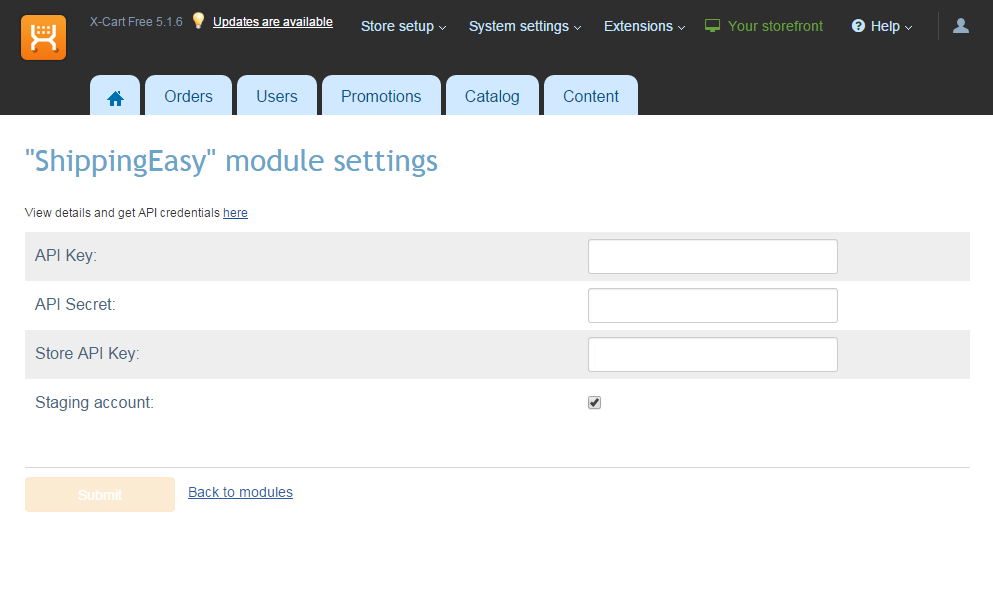 X-Cart Free 5.1.6 Updates are available Store setup System settings Extensions Your storefront Help
Orders Users Promotions Catalog Content
"ShippingEasy" module settings
View details and get API credentials here
API Key:
API Secret:
Store API Key:
Staging account:
Submit Back to modules